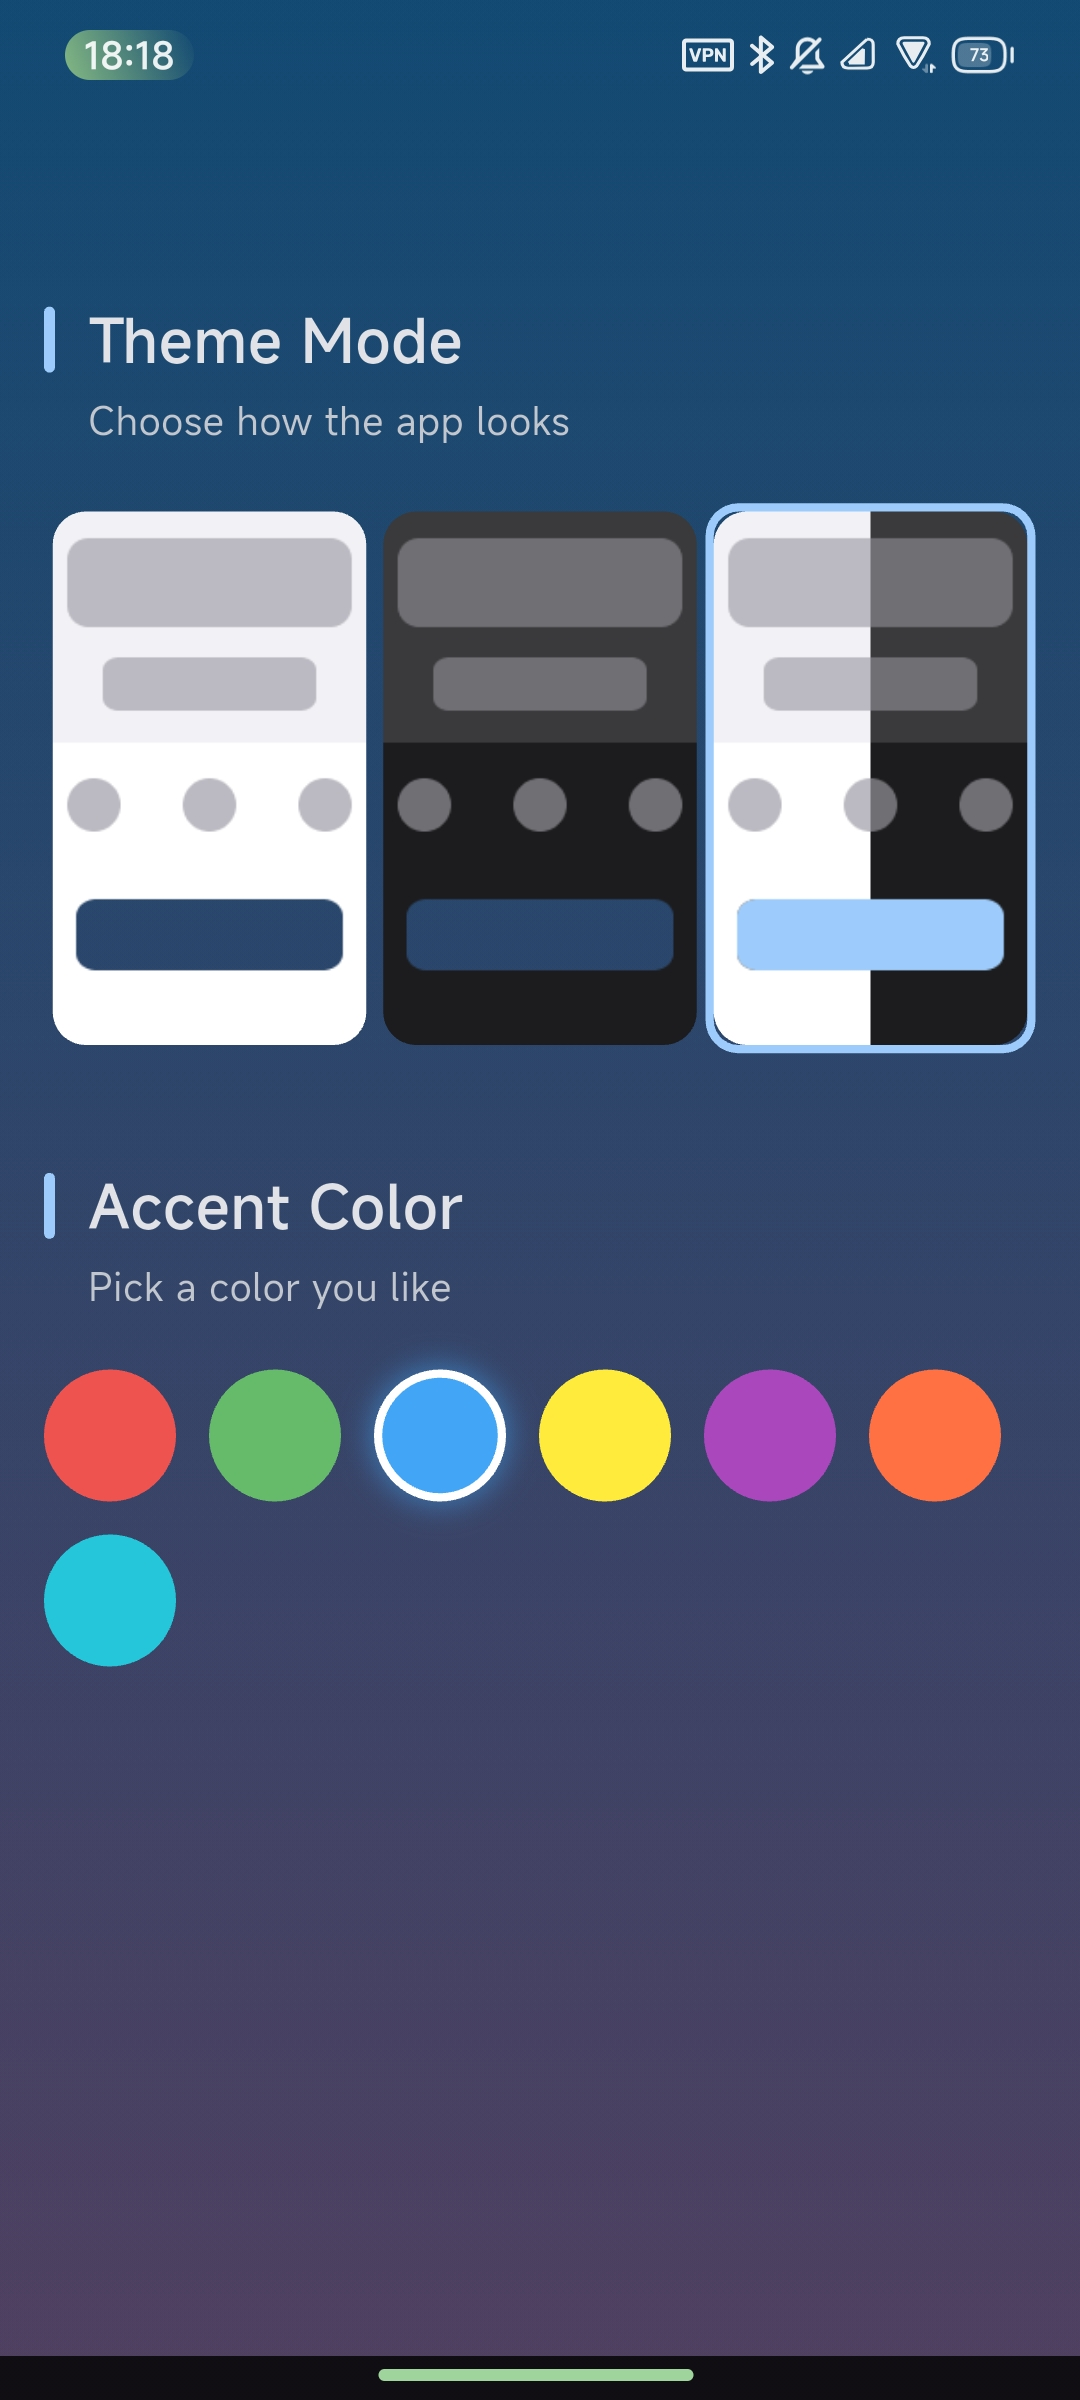 18:18
VPN
73
Theme Mode
Choose how the app looks
Accent Color
Pick a color you like